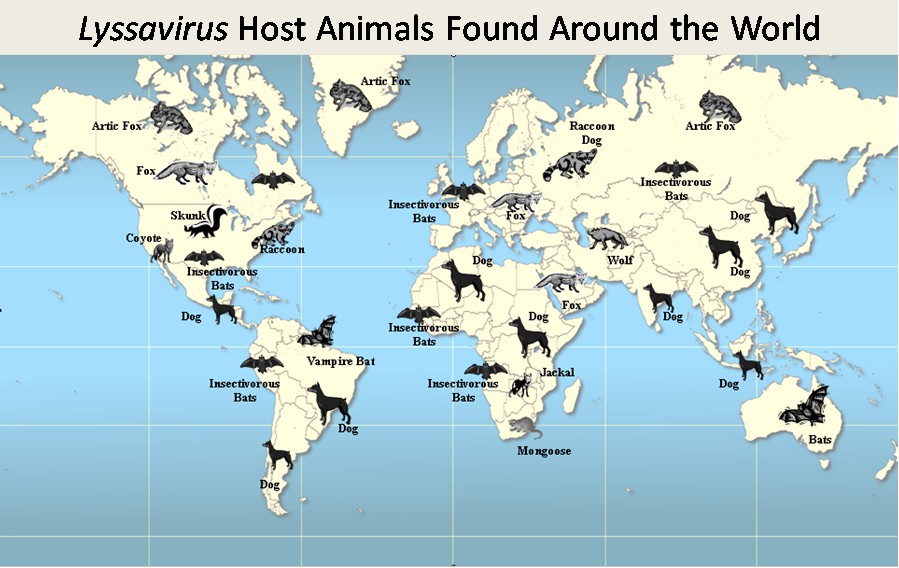 Lyssavirus Host Animals Found Around the World
Artic Fox
Artic Fox
Artic Fox
Raccoon
Dog
Fox
Insectivorous
Bats
Insectivorous
Bats
Skunk
Fox
Dog
Coyote
Raccoon
Wolf
Dog
Dog
Insectivorous
Bats
Fox
Dog
Dog
Dog
Insectivorous
Bats
Vampire Bat
Jackal
Insectivorous
Bats
Insectivorous
Bats
Dog
Dog
Bats
Mongoose
Dog